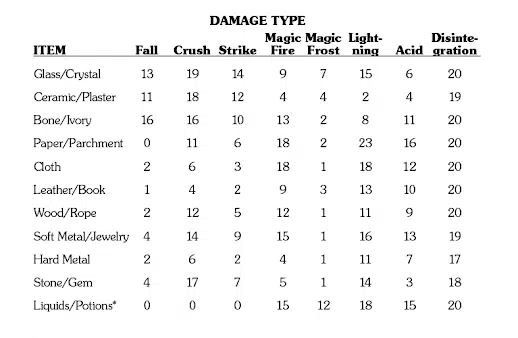 DAMAGE TYPE
Magic Magic Light- Disinte-
ITEM Fall Crush Strike Fire Frost ning Acid gration
Glass/Crystal 13 19 14 9 7 15 6 20
Ceramic/Plaster 11 18 12 4 4 2 4 19
Bone/Ivory 16 16 10 13 2 8 11 20
Paper/Parchment 0 11 6 18 2 23 16 20
Cloth 2 6 3 18 1 18 12 20
Leather/Book 1 4 2 9 3 13 10 20
Wood/Rope 2 12 5 12 1 11 9 20
Soft Metal/Jewelry 4 14 9 15 1 16 13 19
Hard Metal 2 6 2 4 1 11 7 17
Stone/Gem 4 17 7 5 1 14 3 18
Liquids/Potions* 0 0 0 15 12 18 15 20